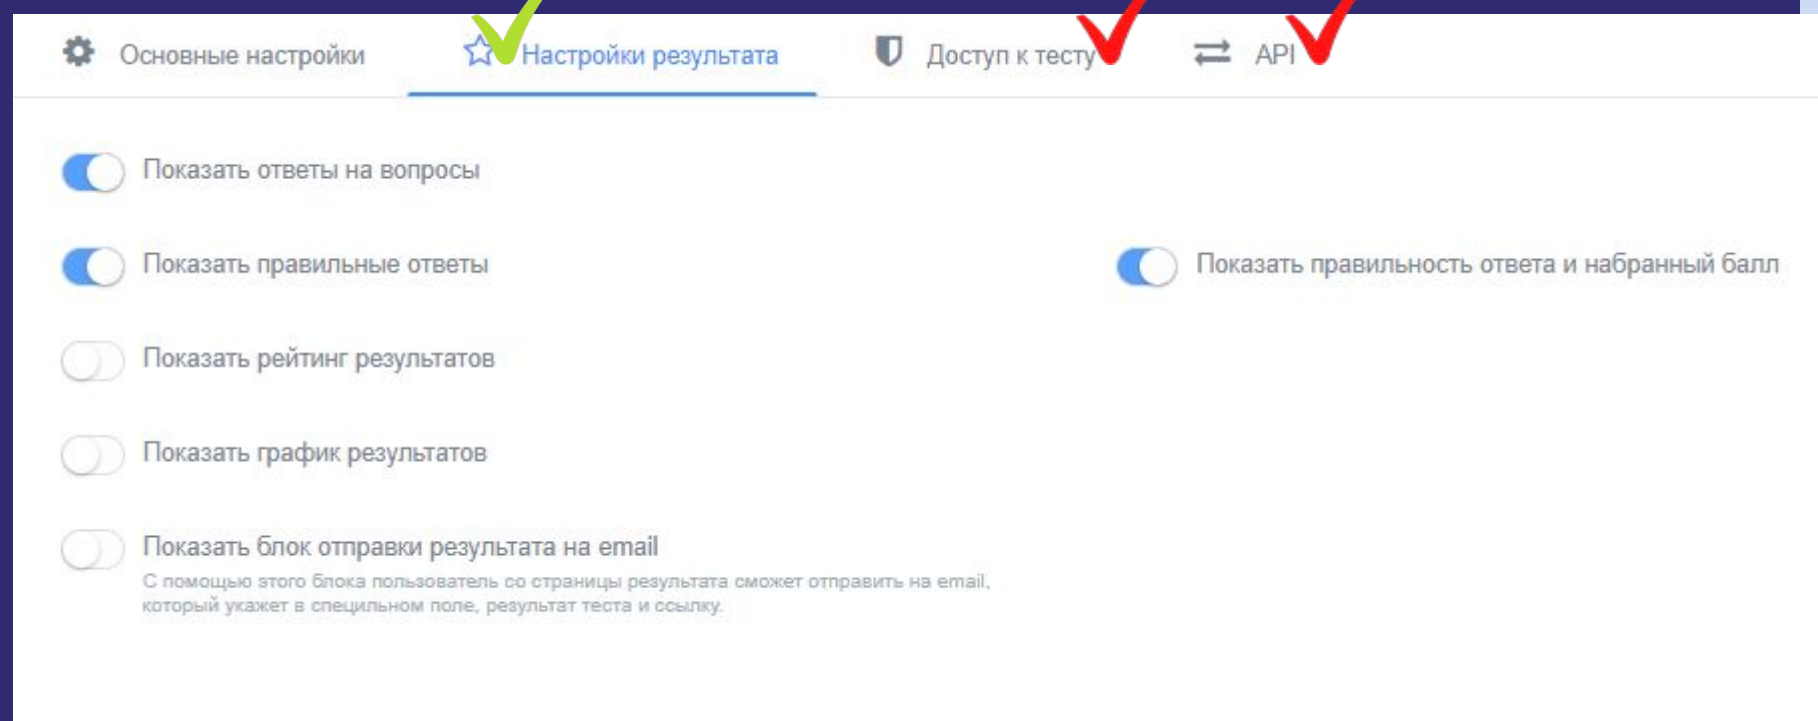 Основные настройки Настройки результата Доступ к тесту API
Показать ответы на вопросы
Показать правильные ответы Показать правильность ответа и набранный балл
Показать рейтинг результатов
Показать график результатов
Показать блок отправки результата на email
С помощью этого блока пользователь со страницы результата сможет отправить на email,
который укажет в специльном поле, результат теста и ссылку.